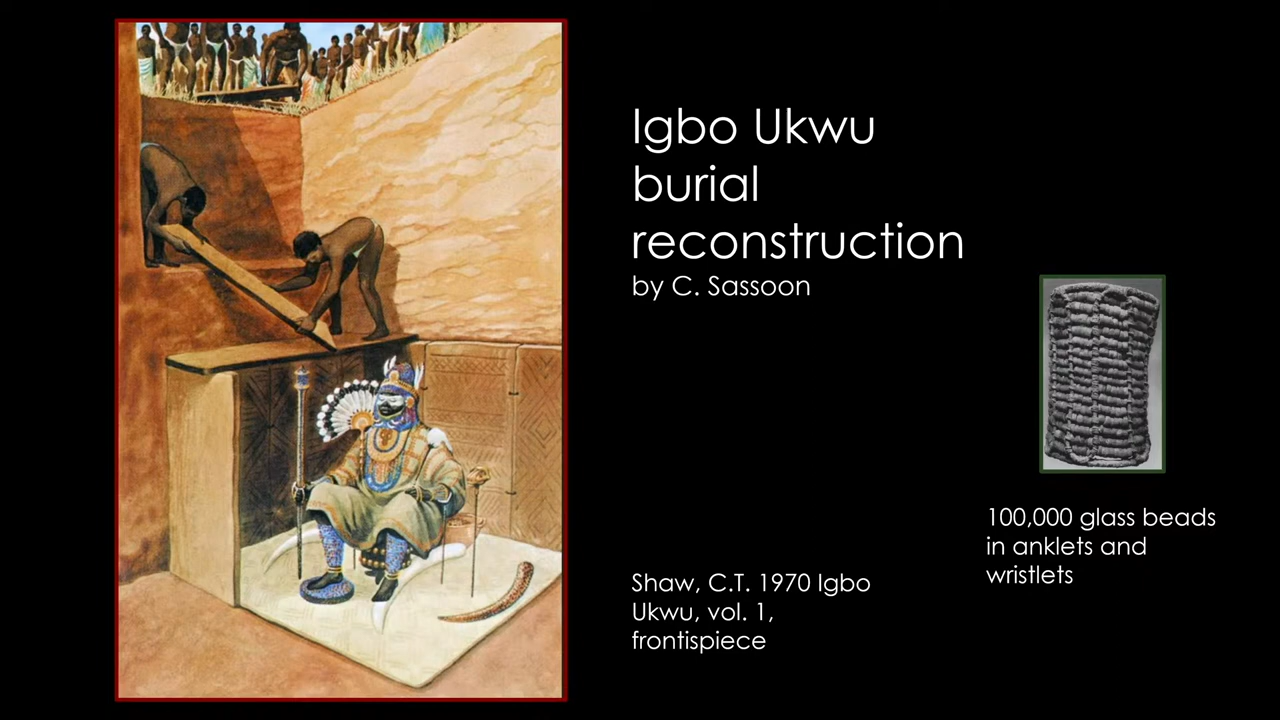 Igbo Ukwu
burial
reconstruction
by C. Sassoon
Shaw, C.T. 1970 Igbo
Ukwu, vol. 1,
frontispiece
100,000 glass beads
in anklets and
wristlets